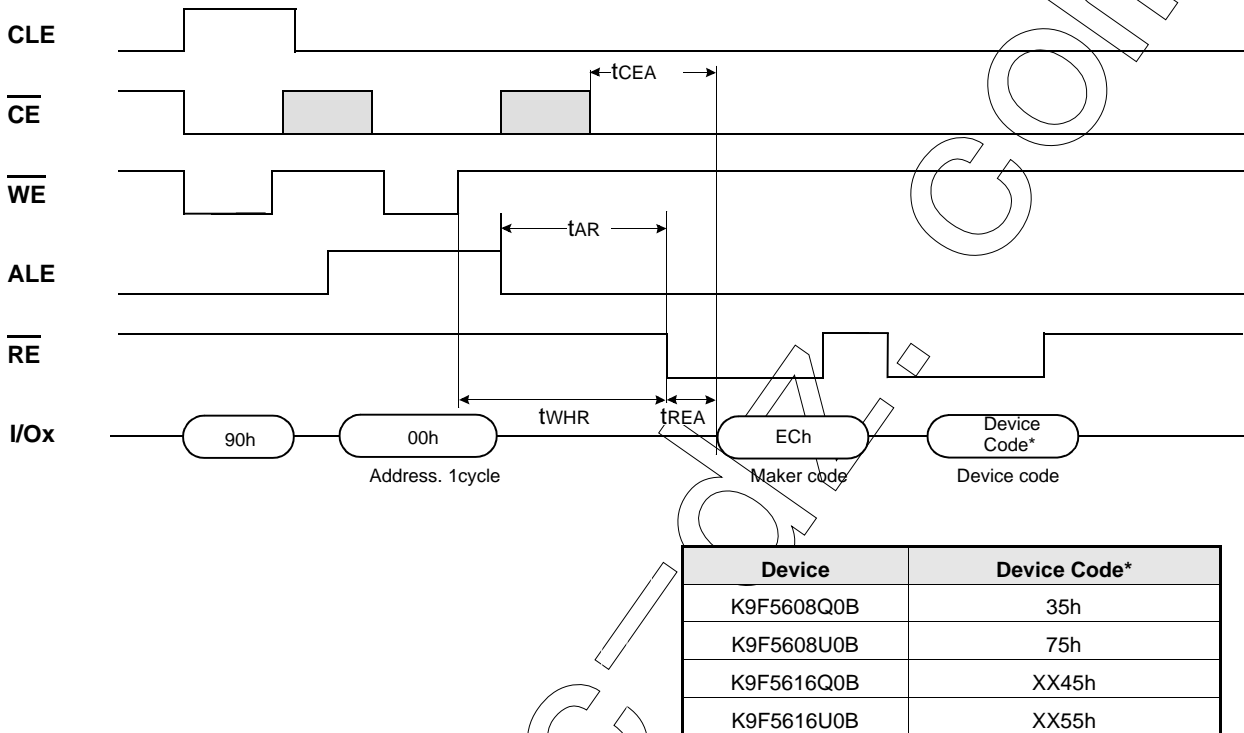 CLE
tCEA
CE
WE
tAR
ALE
RE
tWHR
tREA
I/Ox
90h
00h
ECh
Device
Code*
Address. 1cycle
Maker code
Device code
Device
Device Code*
K9F5608Q0B
35h
K9F5608U0B
75h
K9F5616Q0B
XX45h
K9F5616U0B
XX55h